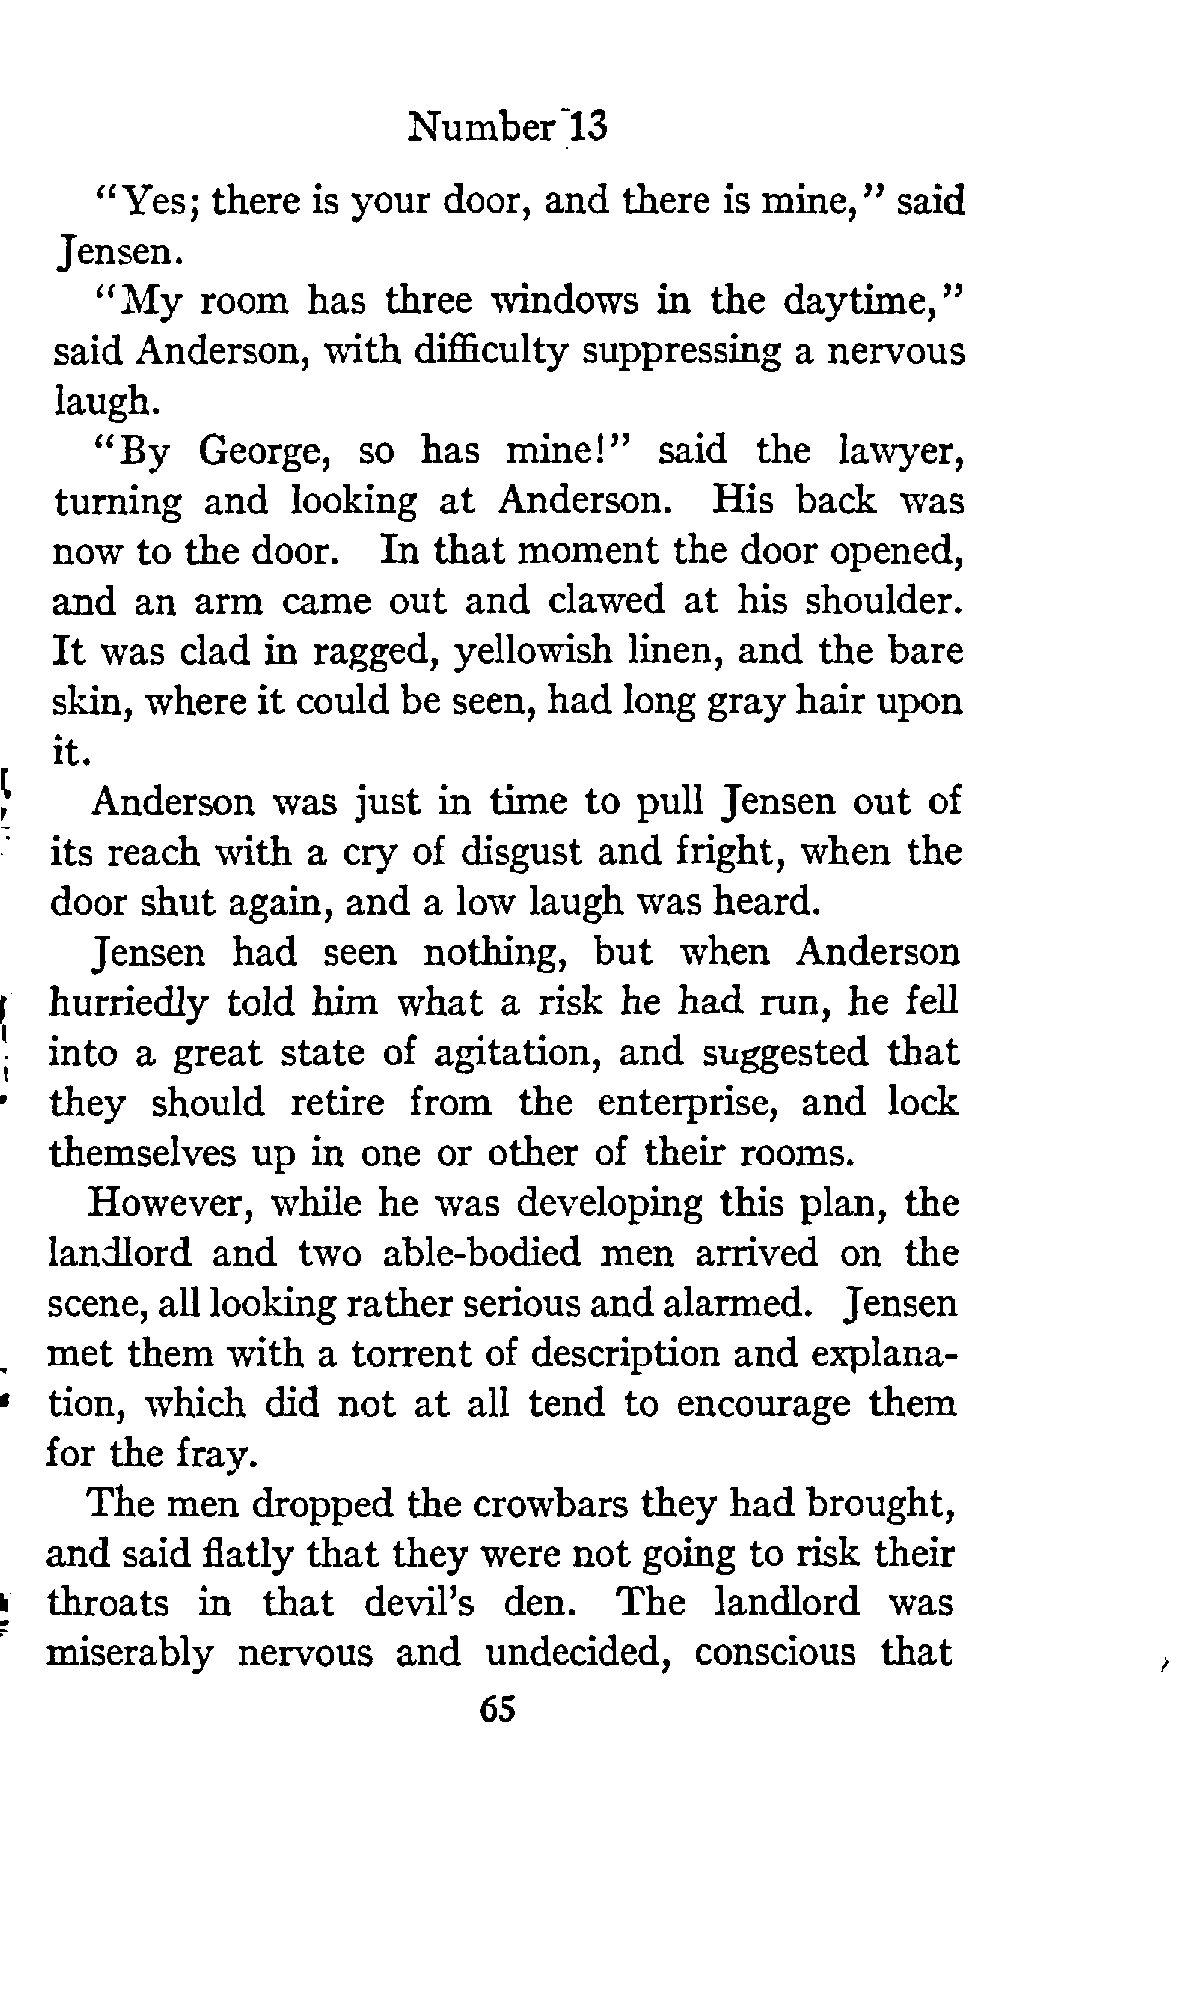 Number 13
"Yes; there is your door, and there is mine," said
Jensen.
"My room has three windows in the daytime,"
said Anderson, with difficulty suppressing a nervous
laugh.
"By George, so has mine!" said the lawyer,
turning and looking at Anderson. His back was
now to the door. In that moment the door opened,
and an arm came out and clawed at his shoulder.
It was clad in ragged, yellowish linen, and the bare
skin, where it could be seen, had long gray hair upon
it.
Anderson was just in time to pull Jensen out of
its reach with a cry of disgust and fright, when the
door shut again, and a low laugh was heard.
Jensen had seen nothing, but when Anderson
hurriedly told him what a risk he had run, he fell
into a great state of agitation, and suggested that
they should retire from the enterprise, and lock
themselves up in one or other of their rooms.
However, while he was developing this plan, the
landlord and two able-bodied men arrived on the
scene, all looking rather serious and alarmed. Jensen
met them with a torrent of description and explana-
tion, which did not at all tend to encourage them
for the fray.
The men dropped the crowbars they had brought,
and said flatly that they were not going to risk their
throats in that devil's den. The landlord was
miserably nervous and undecided, conscious that
65